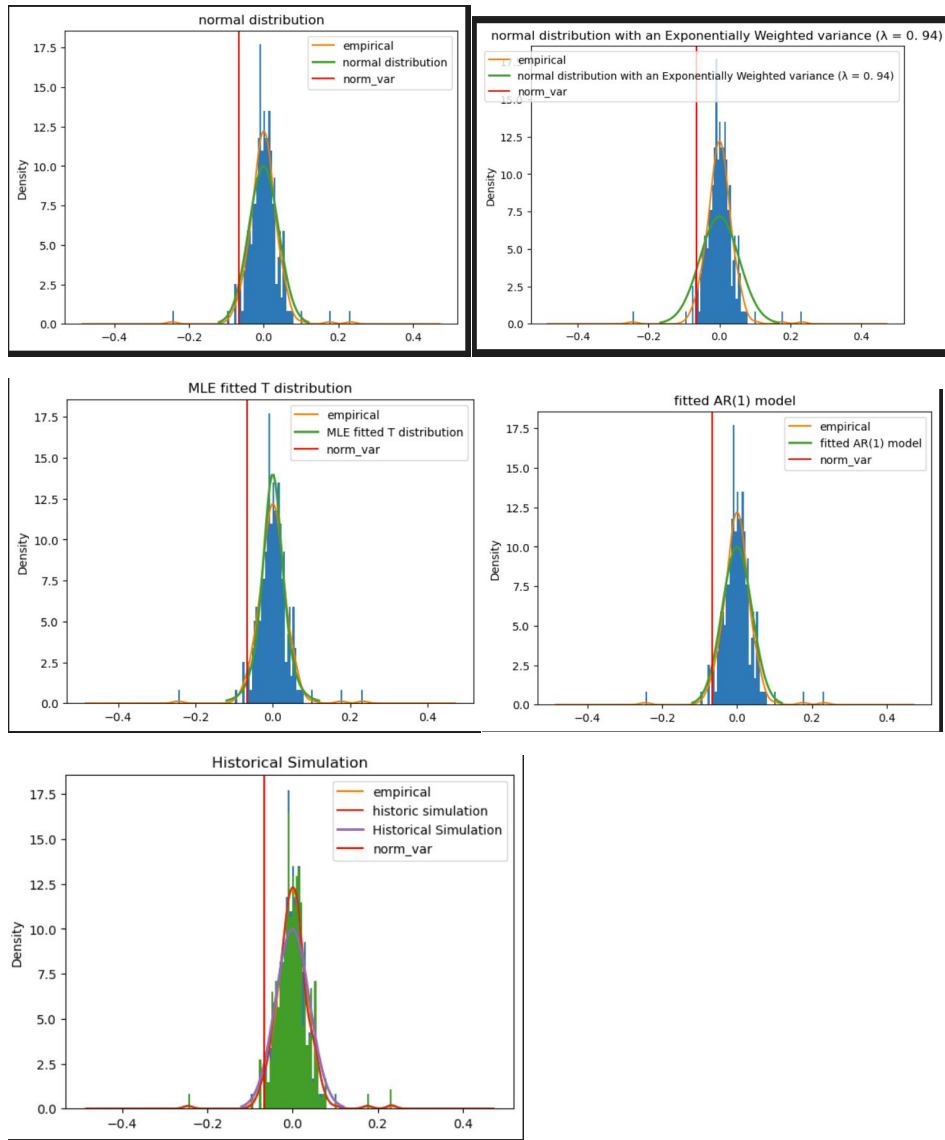 normal distribution
empirical
normal distribution
norm_var
Density
17.5
15.0
12.5
10.0
7.5
5.0
2.5
0.0
−0.4
−0.2
0.0
0.2
0.4
normal distribution with an Exponentially Weighted variance (λ = 0. 94)
empirical
normal distribution with an Exponentially Weighted variance (λ = 0. 94)
norm_var
Density
15.0
12.5
10.0
7.5
5.0
2.5
0.0
−0.4
−0.2
0.0
0.2
0.4
MLE fitted T distribution
empirical
MLE fitted T distribution
norm_var
Density
17.5
15.0
12.5
10.0
7.5
5.0
2.5
0.0
−0.4
−0.2
0.0
0.2
0.4
fitted AR(1) model
empirical
fitted AR(1) model
norm_var
Density
17.5
15.0
12.5
10.0
7.5
5.0
2.5
0.0
−0.4
−0.2
0.0
0.2
0.4
Historical Simulation
empirical
historic simulation
Historical Simulation
norm_var
Density
17.5
15.0
12.5
10.0
7.5
5.0
2.5
0.0
−0.4
−0.2
0.0
0.2
0.4